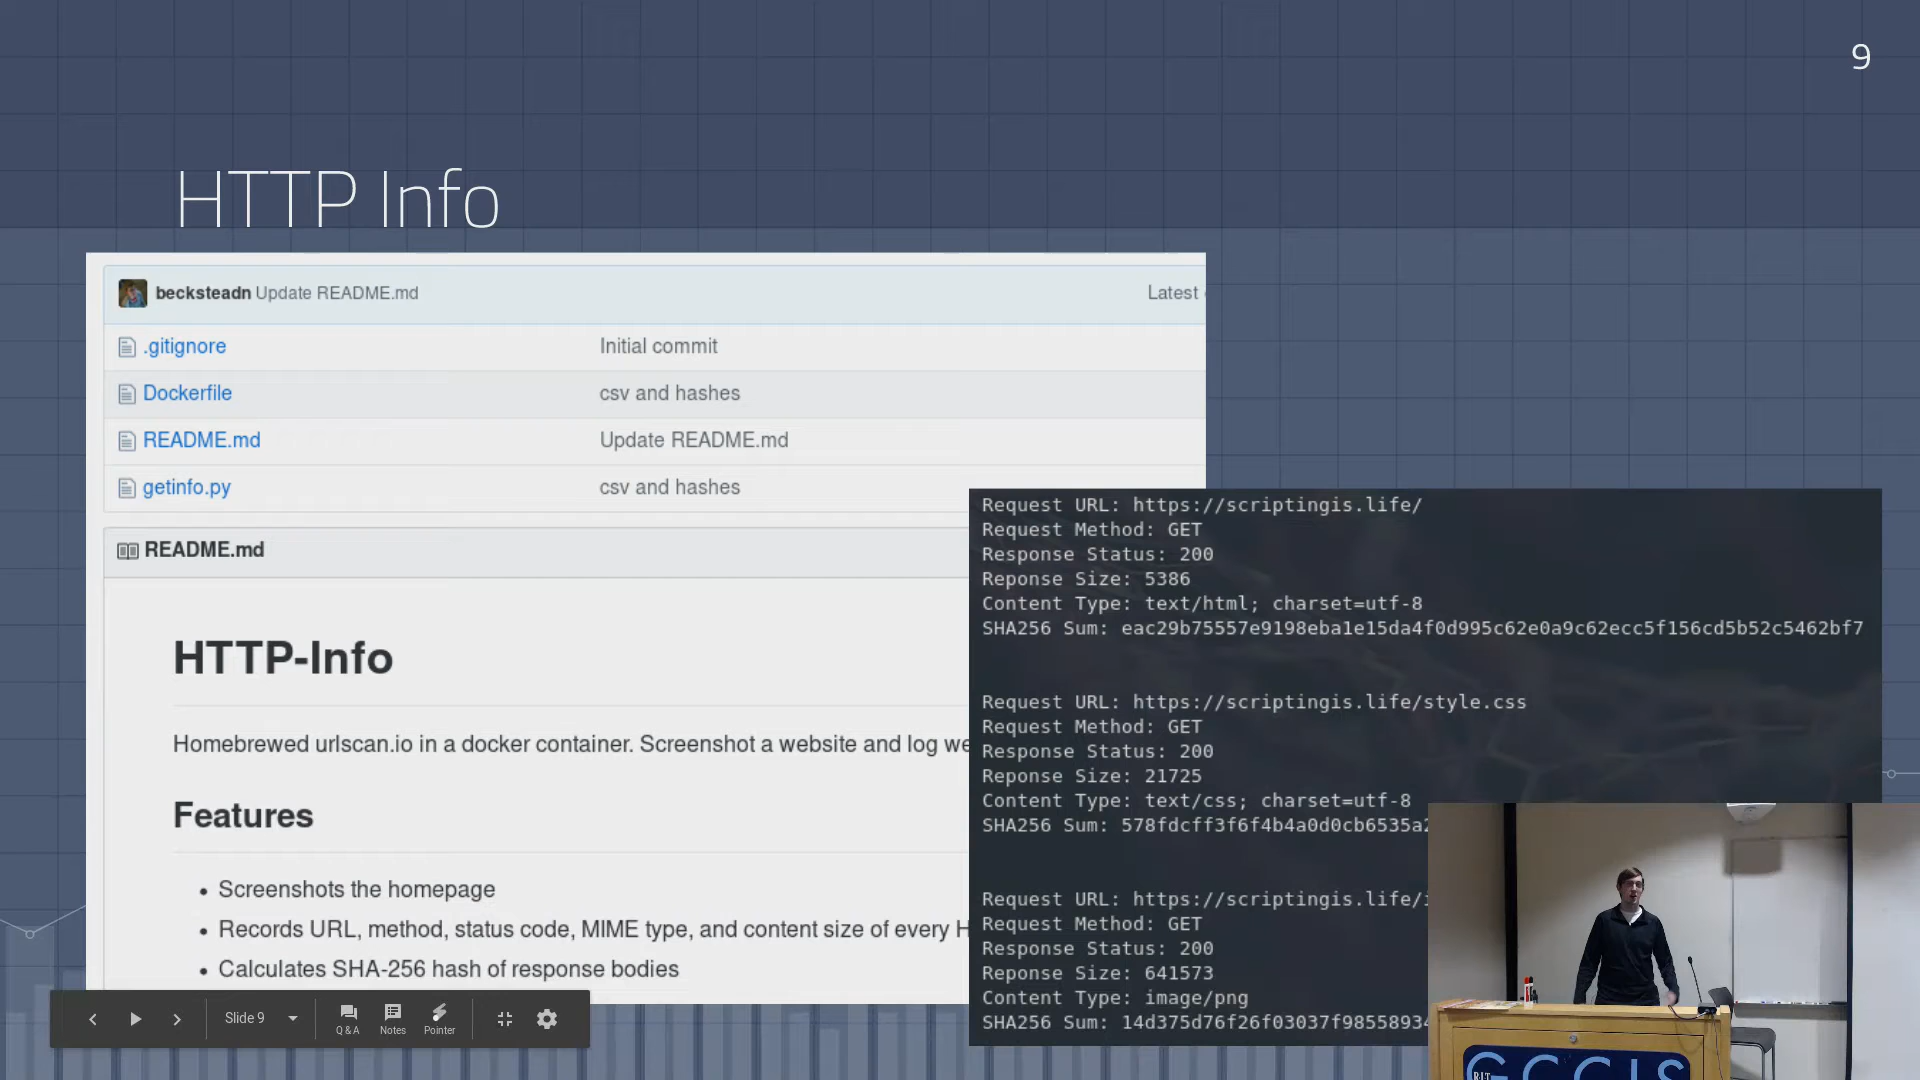 9
HTTP Info
becksteadn Update README.md Latest
.gitignore Initial commit
Dockerfile csv and hashes
README.md Update README.md
getinfo.py csv and hashes
README.md
HTTP-Info
Homebrewed urlscan.io in a docker container. Screenshot a website and log we
Features
• Screenshots the homepage
• Records URL, method, status code, MIME type, and content size of every H
• Calculates SHA-256 hash of response bodies
Request URL: https://scriptingis.life/
Request Method: GET
Response Status: 200
Reponse Size: 5386
Content Type: text/html; charset=utf-8
SHA256 Sum: eac29b75557e9198eba1e15da4f0d995c62e0a9c62ecc5f156cd5b52c5462bf7
Request URL: https://scriptingis.life/style.css
Request Method: GET
Response Status: 200
Reponse Size: 21725
Content Type: text/css; charset=utf-8
SHA256 Sum: 578fdcff3f6f4b4a0d0cb6535a2
Request URL: https://scriptingis.life/i
Request Method: GET
Response Status: 200
Reponse Size: 641573
Content Type: image/png
SHA256 Sum: 14d375d76f26f03037f98558934
Slide 9
Q & A Notes Pointer
R·I·T
GCCIS